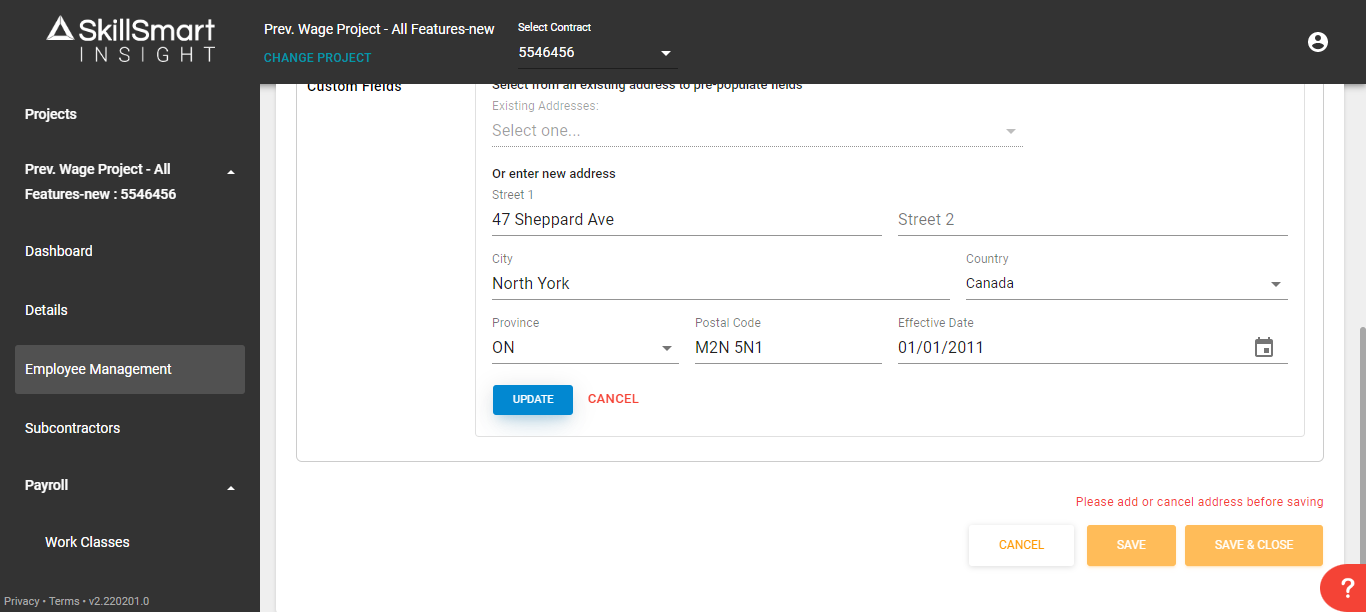 SkillSmart
INSIGHT
Prev. Wage Project - All Features-new
CHANGE PROJECT
Select Contract
5546456
Projects
Prev. Wage Project - All
Features-new : 5546456
Dashboard
Details
Employee Management
Subcontractors
Payroll
Work Classes
Privacy • Terms • v2.220201.0
Custom Fields
Select from an existing address to pre-populate fields
Existing Addresses:
Select one...
Or enter new address
Street 1
47 Sheppard Ave
Street 2
City
North York
Country
Canada
Province
ON
Postal Code
M2N 5N1
Effective Date
01/01/2011
UPDATE
CANCEL
Please add or cancel address before saving
CANCEL
SAVE
SAVE & CLOSE
?